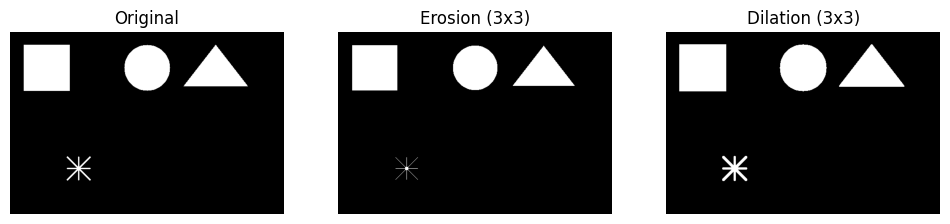 Original
Erosion (3x3)
Dilation (3x3)